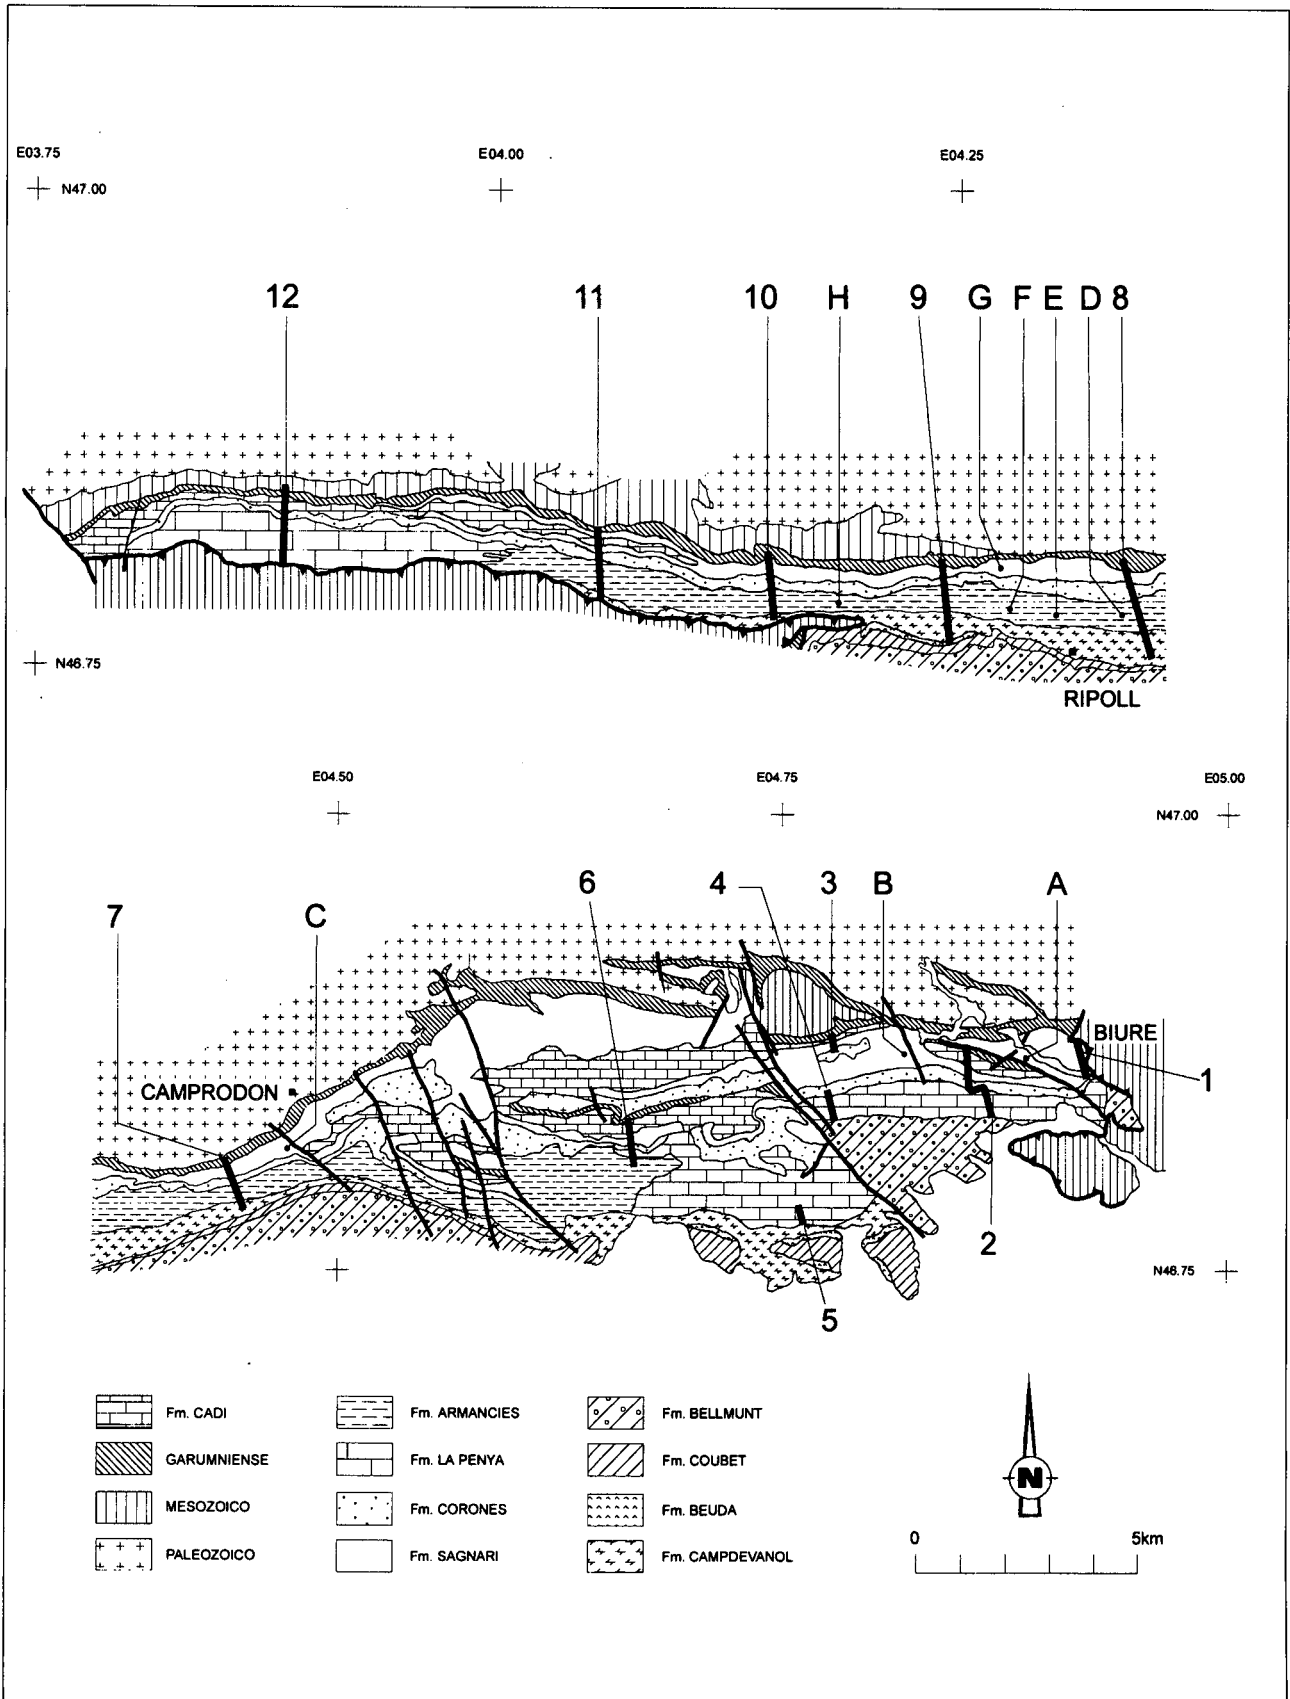 E03.75 E04.00 E04.25
N47.00
12 11 10 H 9 G F E D 8
N46.75
RIPOLL
E04.50 E04.75 E05.00
N47.00
7 C 6 4 3 B A
BIURE
1
CAMPRODON
2
N46.75
5
Fm. CADI Fm. ARMANCIES Fm. BELLMUNT
GARUMNIENSE Fm. LA PENYA Fm. COUBET
MESOZOICO Fm. CORONES Fm. BEUDA
PALEOZOICO Fm. SAGNARI Fm. CAMPDEVANOL
N
0 5km